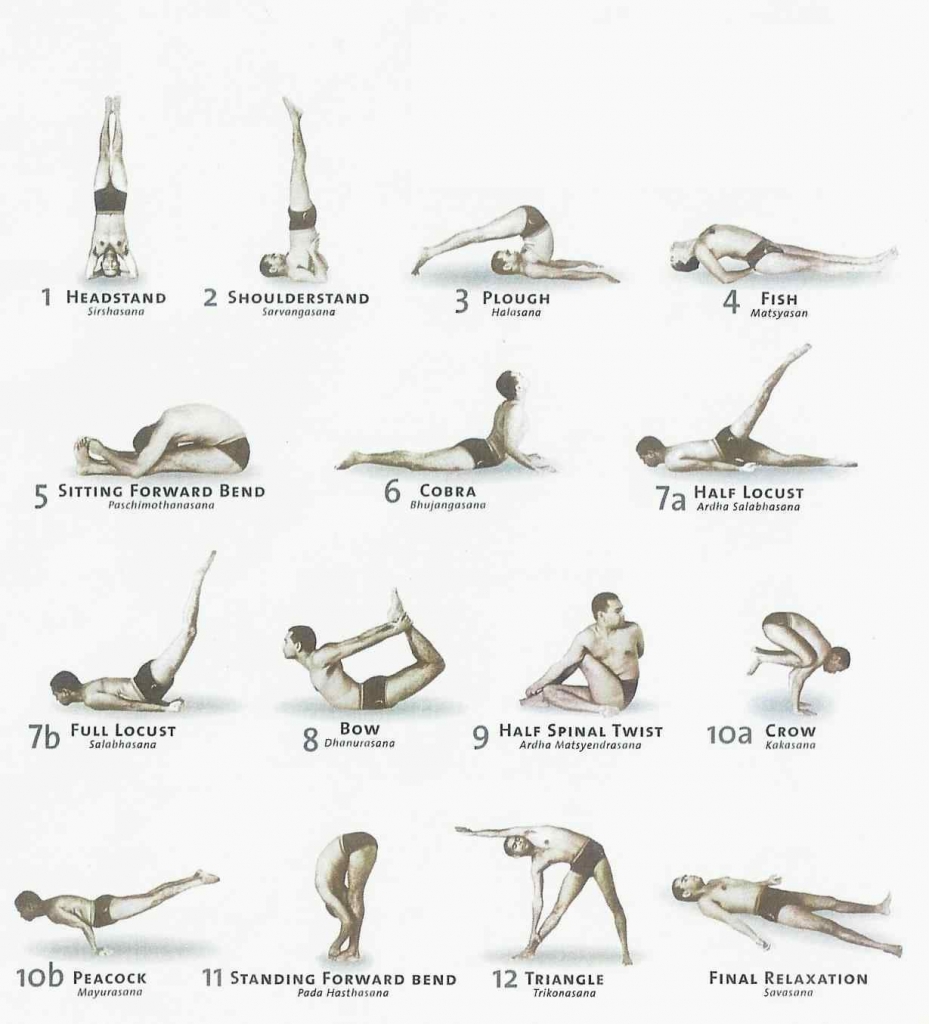 1 HEADSTAND
Sirshasana
2 SHOULDERSTAND
Sarvangasana
3 PLOUGH
Halasana
4 FISH
Matsyasan
5 SITTING FORWARD BEND
Paschimothanasana
6 COBRA
Bhujangasana
7a HALF LOCUST
Ardha Salabhasana
7b FULL LOCUST
Salabhasana
8 BOW
Dhanurasana
9 HALF SPINAL TWIST
Ardha Matsyendrasana
10a CROW
Kakasana
10b PEACOCK
Mayurasana
11 STANDING FORWARD BEND
Pada Hasthasana
12 TRIANGLE
Trikonasana
FINAL RELAXATION
Savasana